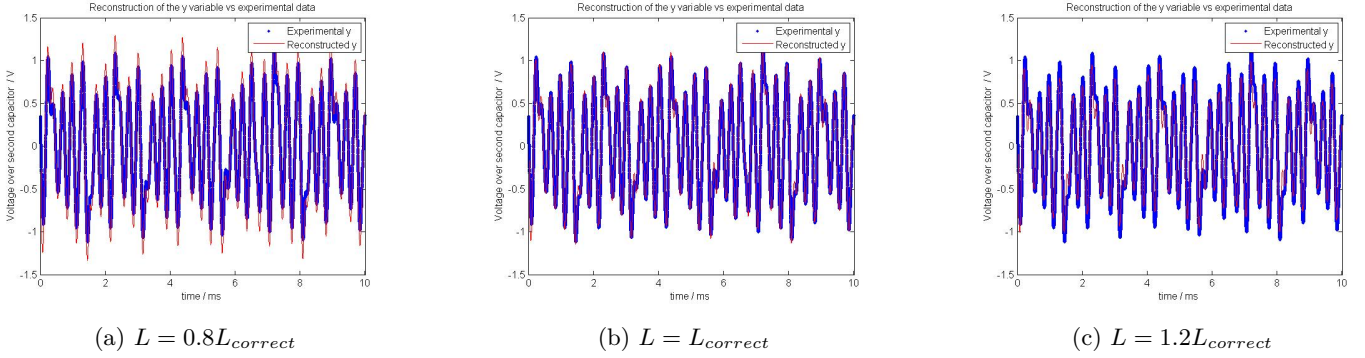 Reconstruction of the y variable vs experimental data
Experimental y
Reconstructed y
Voltage over second capacitor / V
1.5
1
0.5
0
-0.5
-1
-1.5
0 2 4 6 8 10
time / ms
(a) L = 0.8L_correct
Reconstruction of the y variable vs experimental data
Experimental y
Reconstructed y
Voltage over second capacitor / V
1.5
1
0.5
0
-0.5
-1
-1.5
0 2 4 6 8 10
time / ms
(b) L = L_correct
Reconstruction of the y variable vs experimental data
Experimental y
Reconstructed y
Voltage over second capacitor / V
1.5
1
0.5
0
-0.5
-1
-1.5
0 2 4 6 8 10
time / ms
(c) L = 1.2L_correct